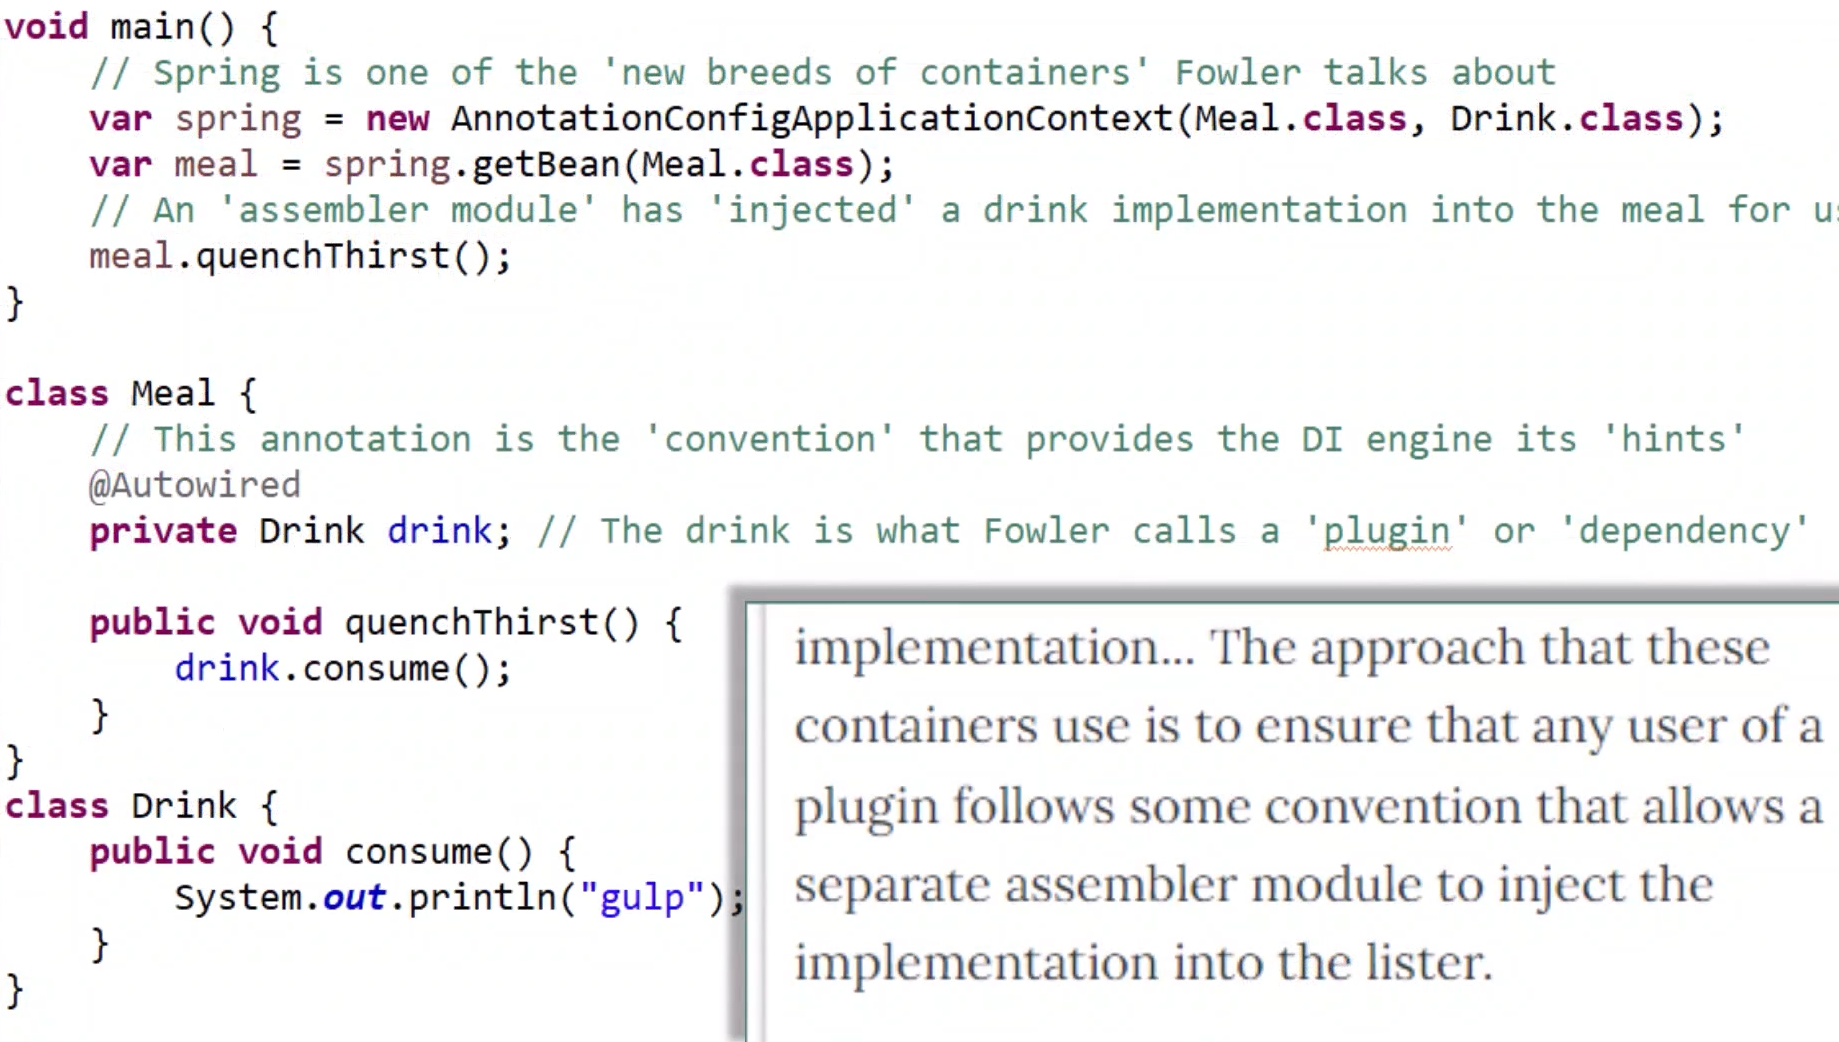 void main() {
    // Spring is one of the 'new breeds of containers' Fowler talks about
    var spring = new AnnotationConfigApplicationContext(Meal.class, Drink.class);
    var meal = spring.getBean(Meal.class);
    // An 'assembler module' has 'injected' a drink implementation into the meal for
    meal.quenchThirst();
}
class Meal {
    // This annotation is the 'convention' that provides the DI engine its 'hints'
    @Autowired
    private Drink drink; // The drink is what Fowler calls a 'plugin' or 'dependency'
    public void quenchThirst() {
        drink.consume();
    }
}
class Drink {
    public void consume() {
        System.out.println("gulp");
    }
}
implementation... The approach that these
containers use is to ensure that any user of a
plugin follows some convention that allows a
separate assembler module to inject the
implementation into the lister.